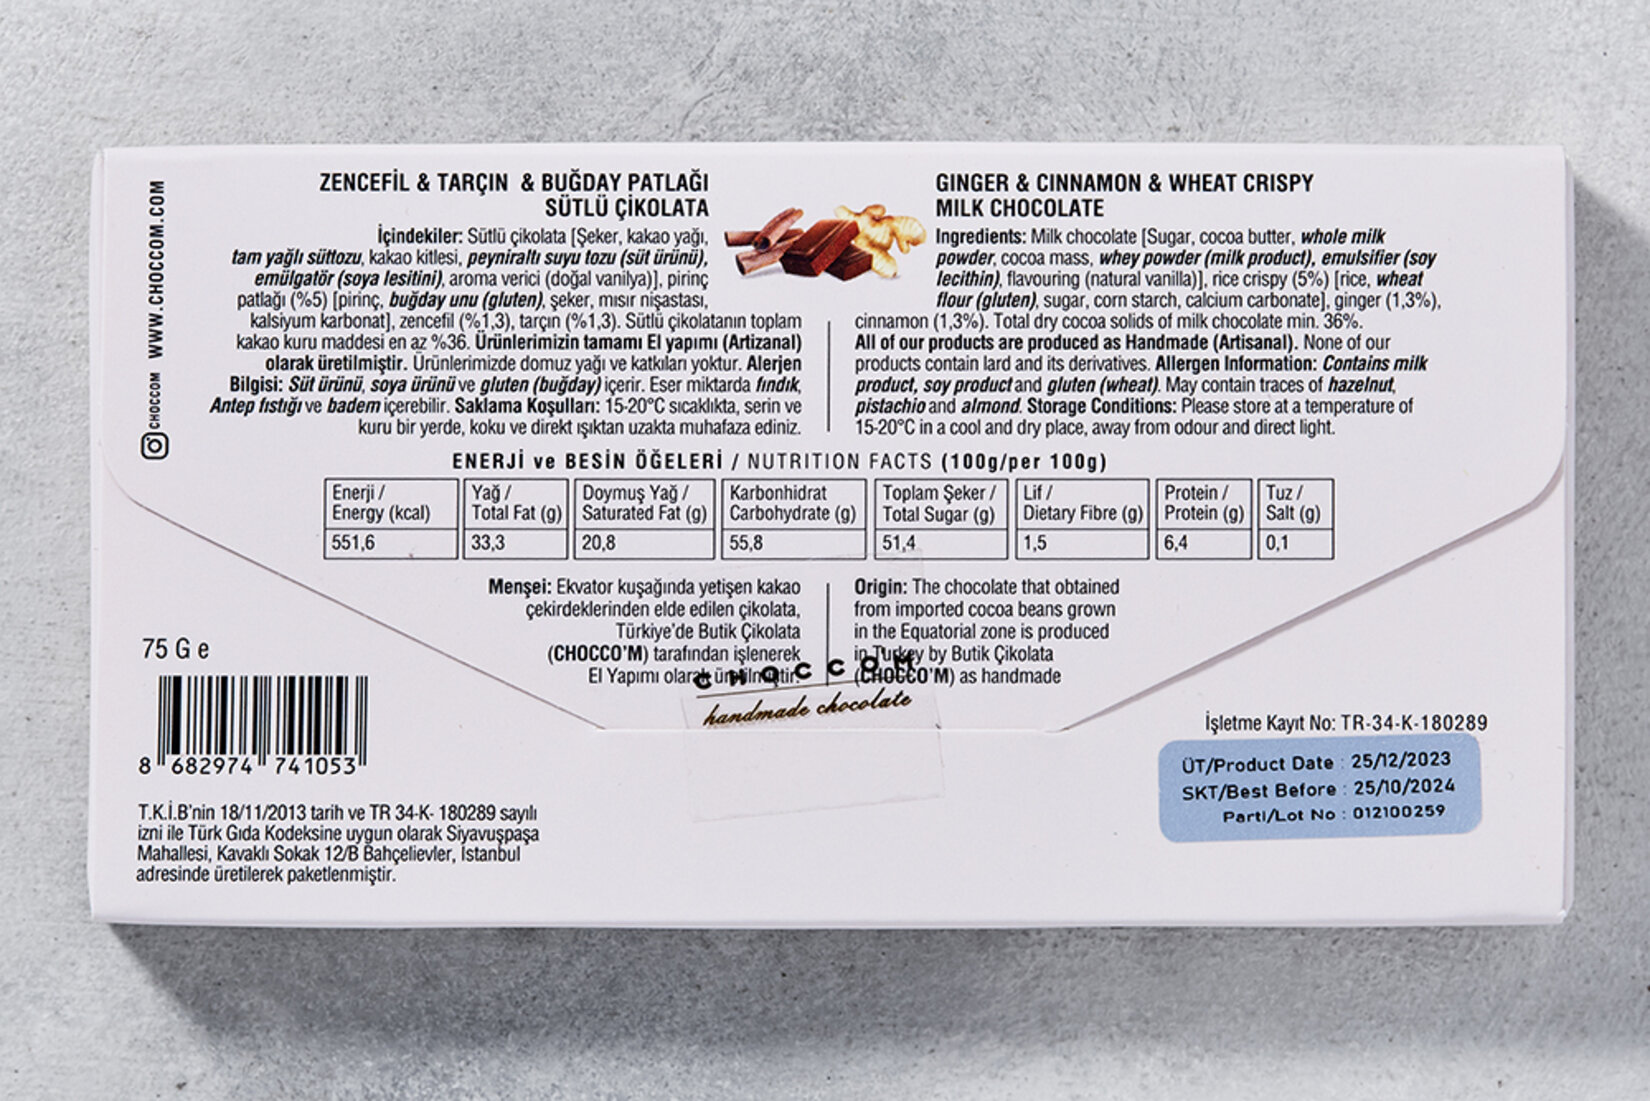 CHOCCOM WWW.CHOCCOM.COM
ZENCEFİL & TARÇIN & BUĞDAY PATLAĞI
SÜTLÜ ÇİKOLATA
İçindekiler: Sütlü çikolata [Şeker, kakao yağı,
tam yağlı süttozu, kakao kitlesi, peyniraltı suyu tozu (süt ürünü),
emülgatör (soya lesitini), aroma verici (doğal vanilya)], pirinç
patlağı (%5) [pirinç, buğday unu (gluten), şeker, mısır nişastası,
kalsiyum karbonat], zencefil (%1,3), tarçın (%1,3). Sütlü çikolatanın toplam
kakao kuru maddesi en az %36. Ürünlerimizin tamamı El yapımı (Artizanal)
olarak üretilmiştir. Ürünlerimizde domuz yağı ve katkıları yoktur. Alerjen
Bilgisi: Süt ürünü, soya ürünü ve gluten (buğday) içerir. Eser miktarda fındık,
Antep fıstığı ve badem içerebilir. Saklama Koşulları: 15-20°C sıcaklıkta, serin ve
kuru bir yerde, koku ve direkt ışıktan uzakta muhafaza ediniz.
GINGER & CINNAMON & WHEAT CRISPY
MILK CHOCOLATE
Ingredients: Milk chocolate [Sugar, cocoa butter, whole milk
powder, cocoa mass, whey powder (milk product), emulsifier (soy
lecithin), flavouring (natural vanilla)], rice crispy (5%) [rice, wheat
flour (gluten), sugar, corn starch, calcium carbonate], ginger (1,3%),
cinnamon (1,3%). Total dry cocoa solids of milk chocolate min. 36%.
All of our products are produced as Handmade (Artisanal). None of our
products contain lard and its derivatives. Allergen Information: Contains milk
product, soy product and gluten (wheat). May contain traces of hazelnut,
pistachio and almond. Storage Conditions: Please store at a temperature of
15-20°C in a cool and dry place, away from odour and direct light.
ENERJİ ve BESİN ÖĞELERİ / NUTRITION FACTS (100g/per 100g)
Enerji / Yağ / Doymuş Yağ / Karbonhidrat Toplam Şeker / Lif / Protein / Tuz /
Energy (kcal) Total Fat (g) Saturated Fat (g) Carbohydrate (g) Total Sugar (g) Dietary Fibre (g) Protein (g) Salt (g)
551,6 33,3 20,8 55,8 51,4 1,5 6,4 0,1
Menşei: Ekvator kuşağında yetişen kakao
çekirdeklerinden elde edilen çikolata,
Türkiye'de Butik Çikolata
(CHOCCO'M) tarafından işlenerek
El Yapımı olarak üretilmiştir.
Origin: The chocolate that obtained
from imported cocoa beans grown
in the Equatorial zone is produced
in Turkey by Butik Çikolata
(CHOCCO'M) as handmade
CHOCCO'M
handmade chocolate
75 G e
8 682974 741053
T.K.İ.B'nin 18/11/2013 tarih ve TR 34-K- 180289 sayılı
izni ile Türk Gıda Kodeksine uygun olarak Siyavuşpaşa
Mahallesi, Kavaklı Sokak 12/B Bahçelievler, İstanbul
adresinde üretilerek paketlenmiştir.
İşletme Kayıt No: TR-34-K-180289
ÜT/Product Date : 25/12/2023
SKT/Best Before : 25/10/2024
Parti/Lot No : 012100259